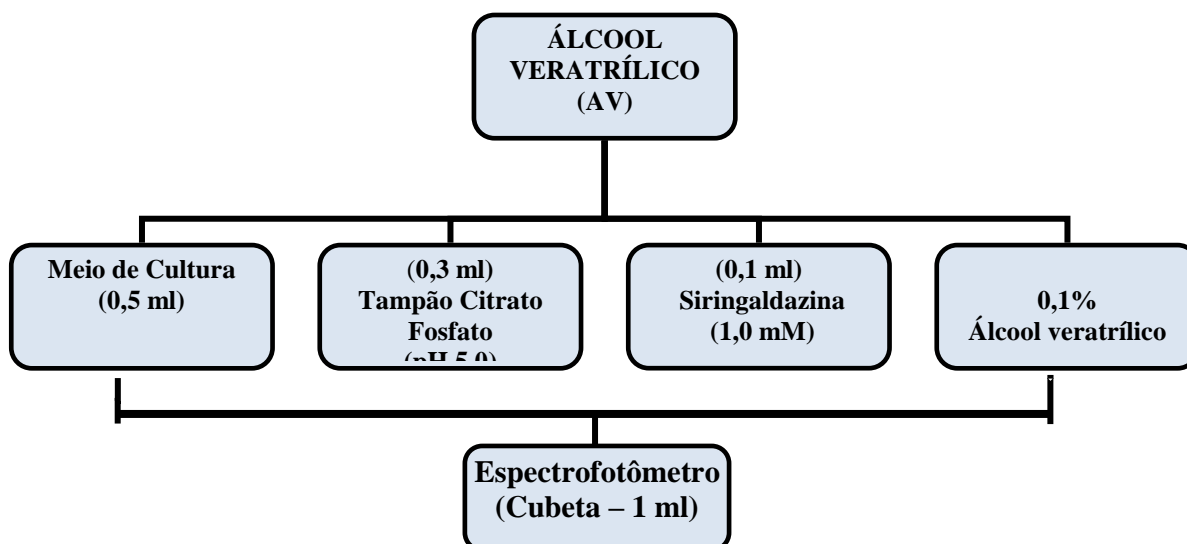 ÁLCOOL
VERATRÍLICO
(AV)
Meio de Cultura
(0,5 ml)
(0,3 ml)
Tampão Citrato
Fosfato
(pH
(0,1 ml)
Siringaldazina
(1,0 mM)
0,1%
Álcool veratrílico
Espectrofotômetro
(Cubeta – 1 ml)